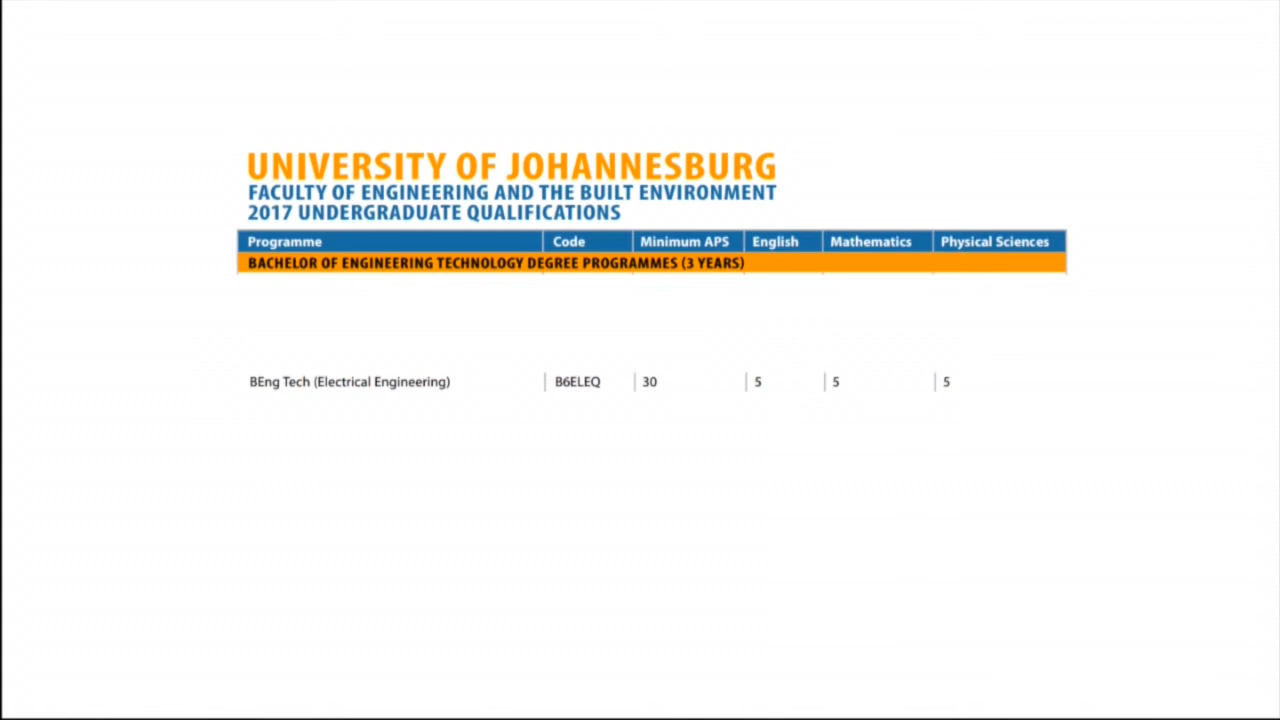 UNIVERSITY OF JOHANNESBURG
FACULTY OF ENGINEERING AND THE BUILT ENVIRONMENT
2017 UNDERGRADUATE QUALIFICATIONS
Programme Code Minimum APS English Mathematics Physical Sciences
BACHELOR OF ENGINEERING TECHNOLOGY DEGREE PROGRAMMES (3 YEARS)
BEng Tech (Electrical Engineering) B6ELEQ 30 5 5 5